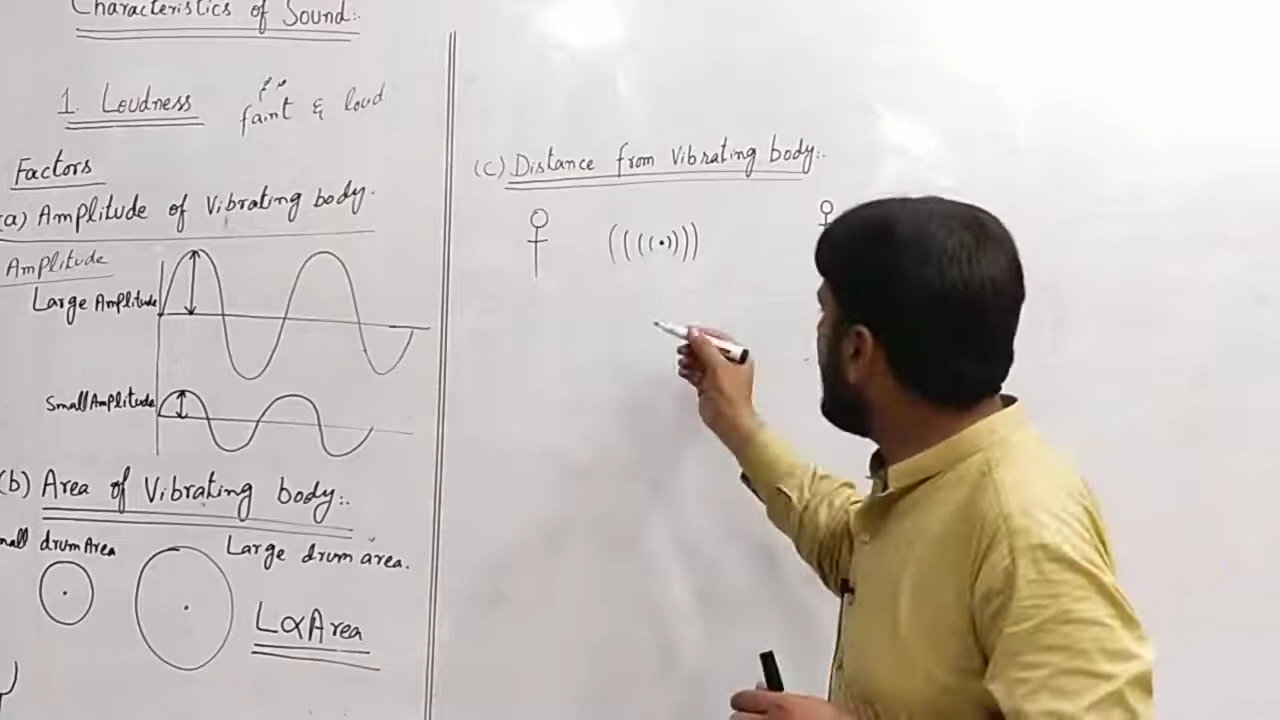 Characteristics of Sound:.
1. Loudness
faint & loud
Factors
(a) Amplitude of Vibrating body.
Amplitude
Large Amplitude
Small Amplitude
(b) Area of Vibrating body:.
mall drum Area
Large drum area.
L∝Area
(c) Distance from Vibrating body:.